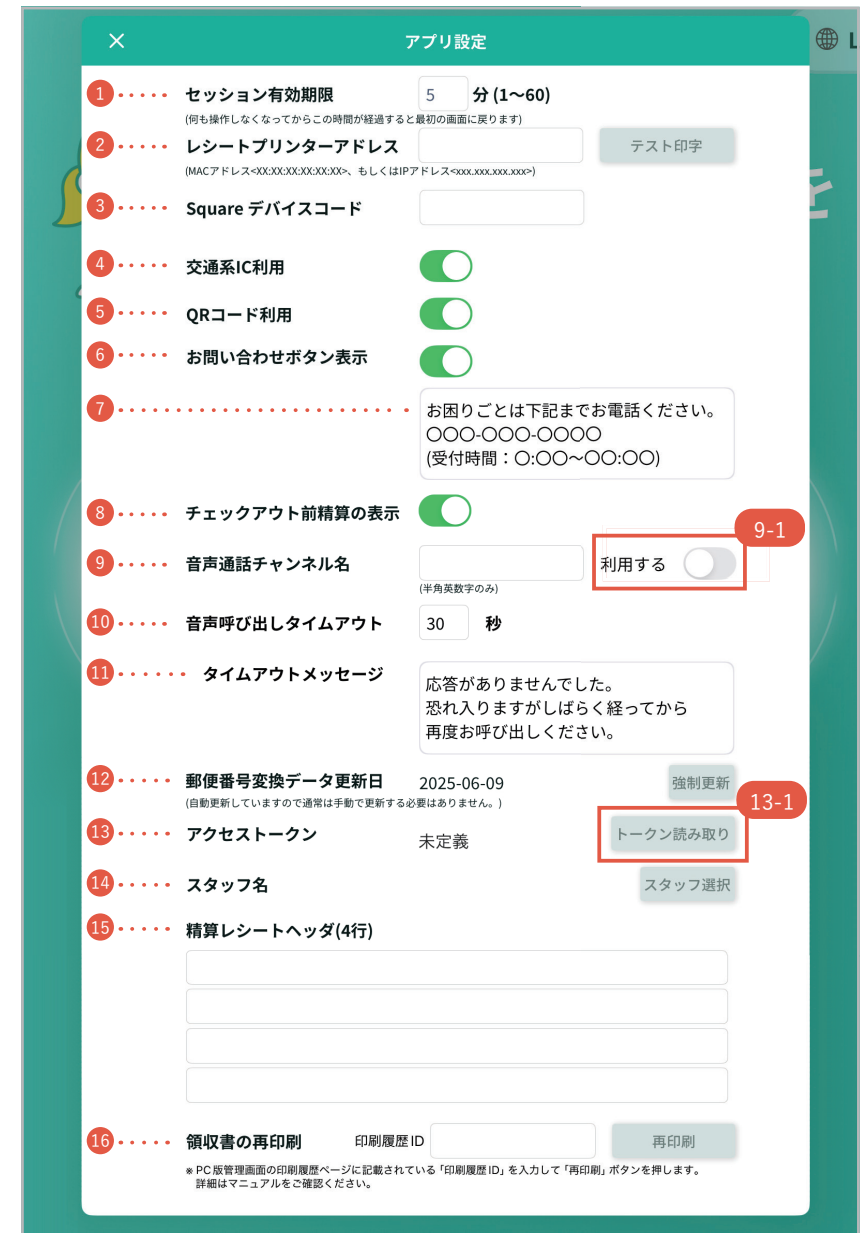 アプリ設定
L
を
1 セッション有効期限 5 分 (1〜60)
(何も操作しなくなってからこの時間が経過すると最初の画面に戻ります)
2 レシートプリンターアドレス テスト印字
(MACアドレス<XX:XX:XX:XX:XX:XX>、もしくはIPアドレス<xxx.xxx.xxx.xxx>)
3 Square デバイスコード
4 交通系IC利用
5 QRコード利用
6 お問い合わせボタン表示
7 お困りごとは下記までお電話ください。
〇〇〇-〇〇〇-〇〇〇〇
(受付時間：〇:〇〇〜〇〇:〇〇)
8 チェックアウト前精算の表示
9-1
9 音声通話チャンネル名 利用する
(半角英数字のみ)
10 音声呼び出しタイムアウト 30 秒
11 タイムアウトメッセージ 応答がありませんでした。
恐れ入りますがしばらく経ってから
再度お呼び出しください。
12 郵便番号変換データ更新日 2025-06-09 強制更新
(自動更新していますので通常は手動で更新する必要はありません。)
13-1
13 アクセストークン 未定義 トークン読み取り
14 スタッフ名 スタッフ選択
15 精算レシートヘッダ(4行)
16 領収書の再印刷 印刷履歴ID 再印刷
※ PC版管理画面の印刷履歴ページに記載されている「印刷履歴ID」を入力して「再印刷」ボタンを押します。
詳細はマニュアルをご確認ください。